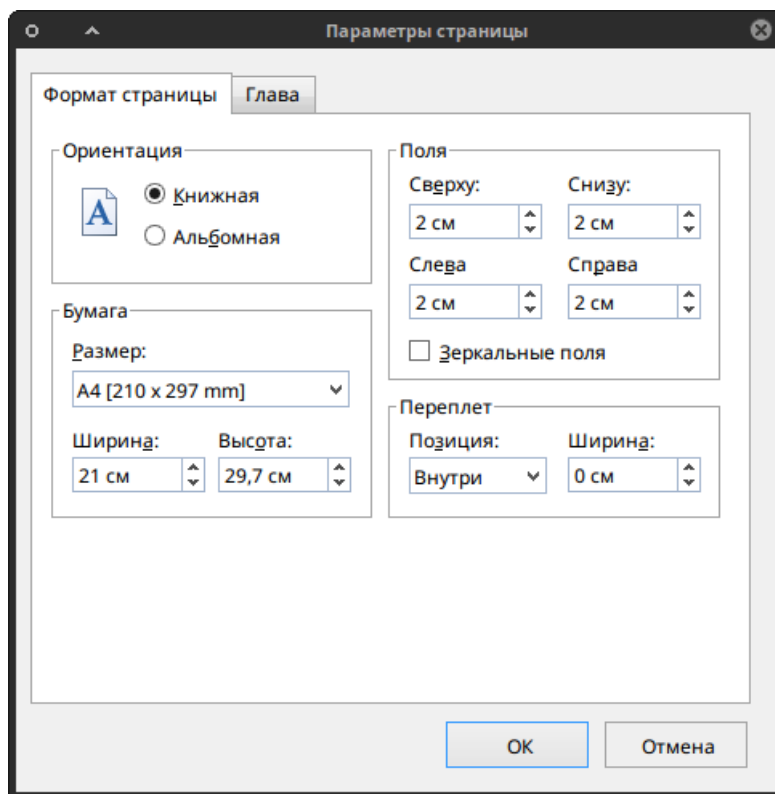 Параметры страницы
Формат страницы
Глава
Ориентация
Книжная
Альбомная
Бумага
Размер:
A4 [210 x 297 mm]
Ширина: Высота:
21 см 29,7 см
Поля
Сверху: Снизу:
2 см 2 см
Слева Справа
2 см 2 см
Зеркальные поля
Переплет
Позиция: Ширина:
Внутри 0 см
ОК Отмена